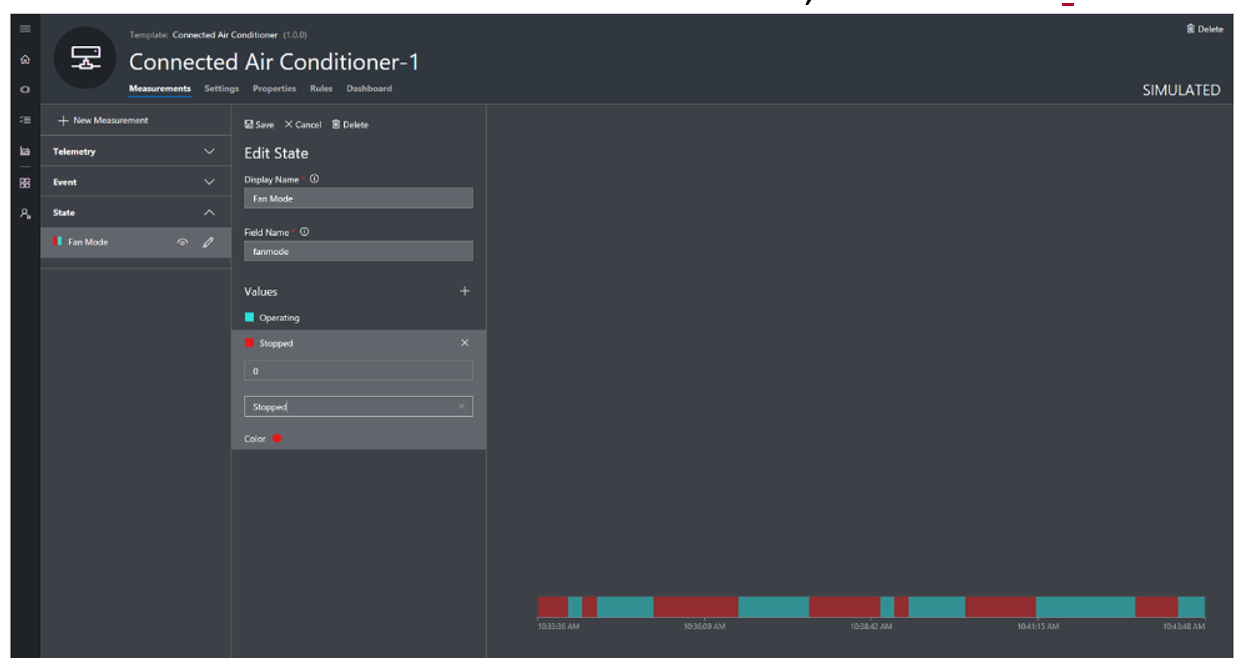 Delete
Template: Connected Air Conditioner (1.0.0)
Connected Air Conditioner-1
Measurements Settings Properties Rules Dashboard
SIMULATED
+ New Measurement
Save × Cancel Delete
Telemetry
Edit State
Event
Display Name *
Fan Mode
State
Field Name *
Fan Mode
fanmode
Values +
Operating
Stopped ×
0
Stopped ×
Color
10:33:36 AM 10:36:09 AM 10:38:42 AM 10:41:15 AM 10:43:48 AM